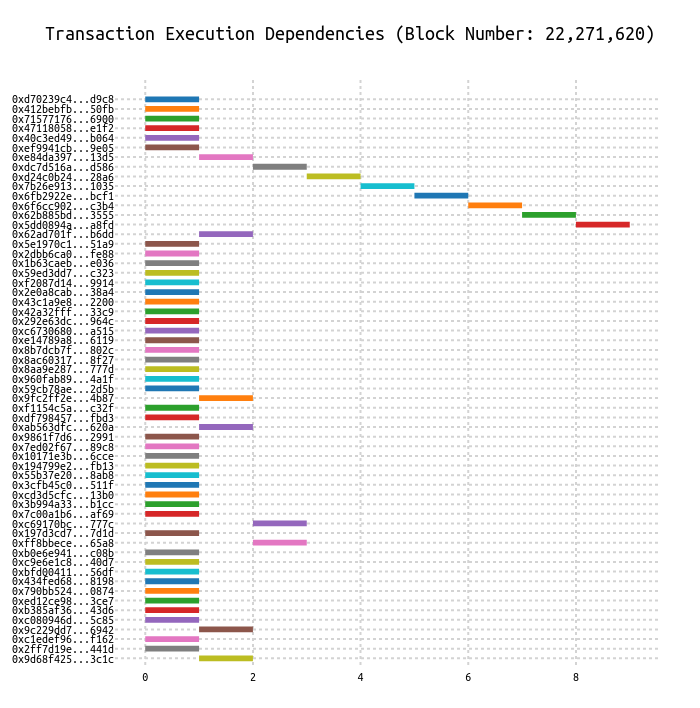 Transaction Execution Dependencies (Block Number: 22,271,620)
0xd70239c4...d9c8
0x412bebfb...50fb
0x71577176...6900
0x47118058...e1f2
0x40c3ed49...b064
0xef9941cb...9e05
0xe84da397...13d5
0xdc7d516a...d586
0xd24c0b24...28a6
0x7b26e913...1035
0x6fb2922e...bcf1
0x6f6cc902...c3b4
0x62b885bd...3555
0x5dd0894a...a8fd
0x62ad701f...b6dd
0x5e1970c1...51a9
0x2dbb6ca0...fe88
0x1b63caeb...e036
0x59ed3dd7...c323
0xf2087d14...9914
0x2e0a8cab...38a4
0x43c1a9e8...2200
0x42a32fff...33c9
0x292e63dc...964c
0xc6730680...a515
0xe14789a8...6119
0x8b7dcb7f...802c
0x8ac60317...8f27
0x8aa9e287...777d
0x960fab89...4a1f
0x59cb78ae...2d5b
0x9fc2ff2e...4b87
0xf1154c5a...c32f
0xdf798457...fbd3
0xab563dfc...620a
0x9861f7d6...2991
0x7ed02f67...89c8
0x10171e3b...6cce
0x194799e2...fb13
0x55b37e20...8ab8
0x3cfb45c0...511f
0xcd3d5cfc...13b0
0x3b994a33...b1cc
0x7c00a1b6...af69
0xc69170bc...777c
0x197d3cd7...7d1d
0xff8bbece...65a8
0xb0e6e941...c08b
0xc9e6e1c8...40d7
0xbfd00411...56df
0x434fed68...8198
0x790bb524...0874
0xed12ce98...3ce7
0xb385af36...43d6
0xc080946d...5c85
0x9c229dd7...6942
0xc1edef96...f162
0x2ff7d19e...441d
0x9d68f425...3c1c
0 2 4 6 8